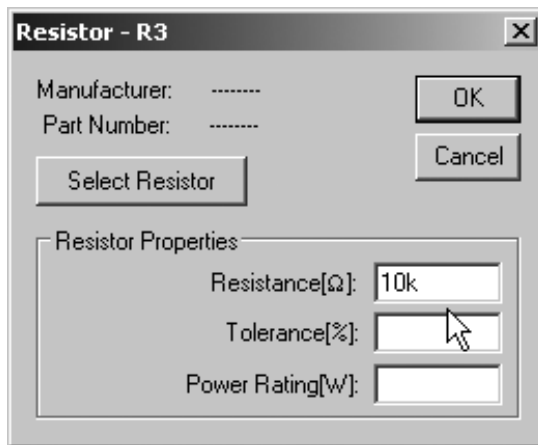 Resistor - R3
Manufacturer: --------
Part Number: --------
OK
Cancel
Select Resistor
Resistor Properties
Resistance[Ω]: 10k
Tolerance[%]:
Power Rating[W]: